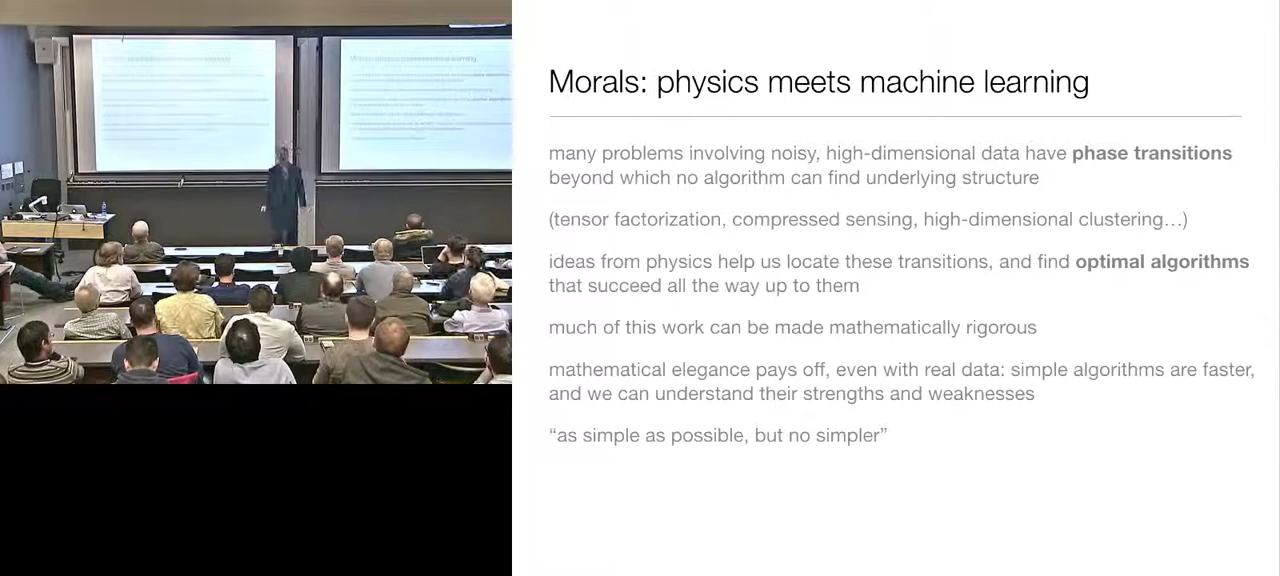 Morals: physics meets machine learning
many problems involving noisy, high-dimensional data have phase transitions
beyond which no algorithm can find underlying structure
(tensor factorization, compressed sensing, high-dimensional clustering…)
ideas from physics help us locate these transitions, and find optimal algorithms
that succeed all the way up to them
much of this work can be made mathematically rigorous
mathematical elegance pays off, even with real data: simple algorithms are faster,
and we can understand their strengths and weaknesses
“as simple as possible, but no simpler”